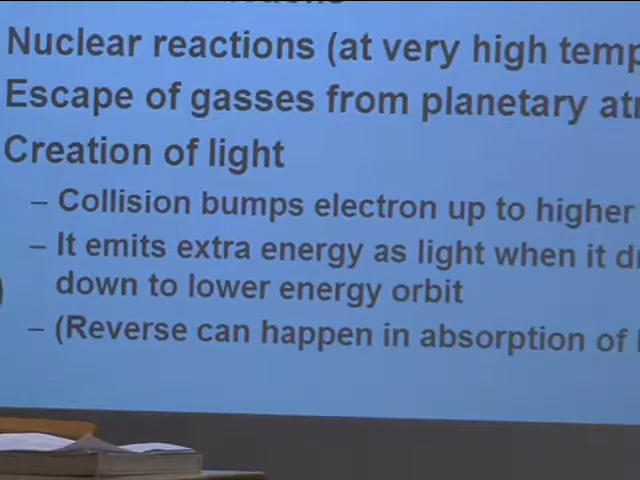 Nuclear reactions (at very high temp
Escape of gasses from planetary at
Creation of light
– Collision bumps electron up to higher
– It emits extra energy as light when it d
down to lower energy orbit
– (Reverse can happen in absorption of